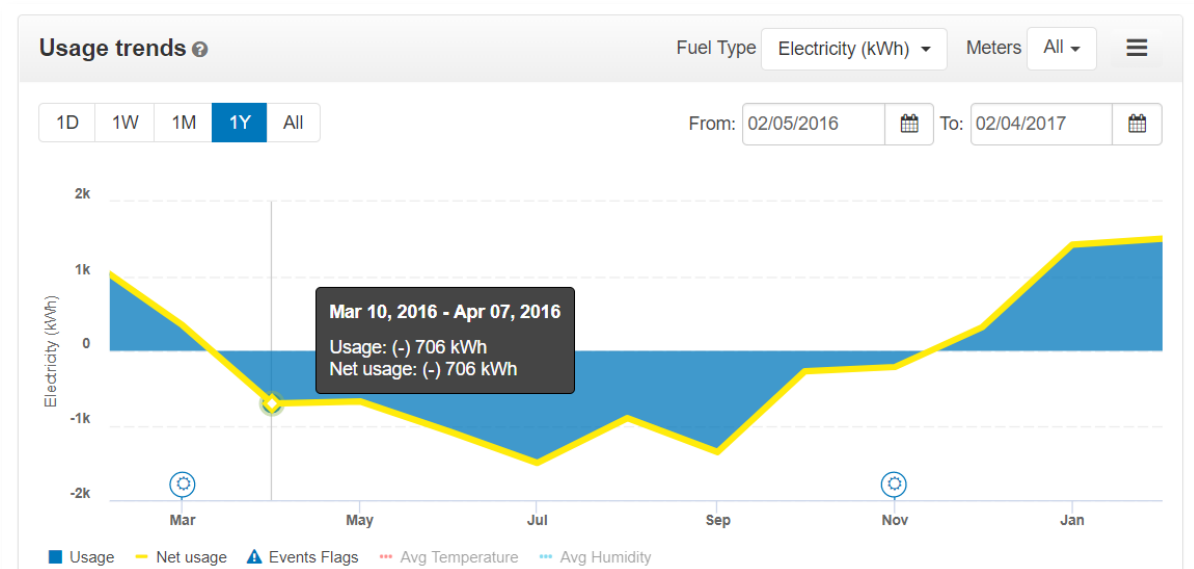 Usage trends ?
Fuel Type Electricity (kWh) Meters All
1D 1W 1M 1Y All
From: 02/05/2016 To: 02/04/2017
2k
1k
0
-1k
-2k
Electricity (kWh)
Mar 10, 2016 - Apr 07, 2016
Usage: (-) 706 kWh
Net usage: (-) 706 kWh
Mar May Jul Sep Nov Jan
Usage Net usage Events Flags Avg Temperature Avg Humidity